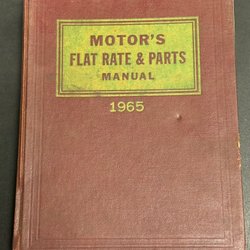 MOTOR'S
FLAT RATE & PARTS
MANUAL
1965